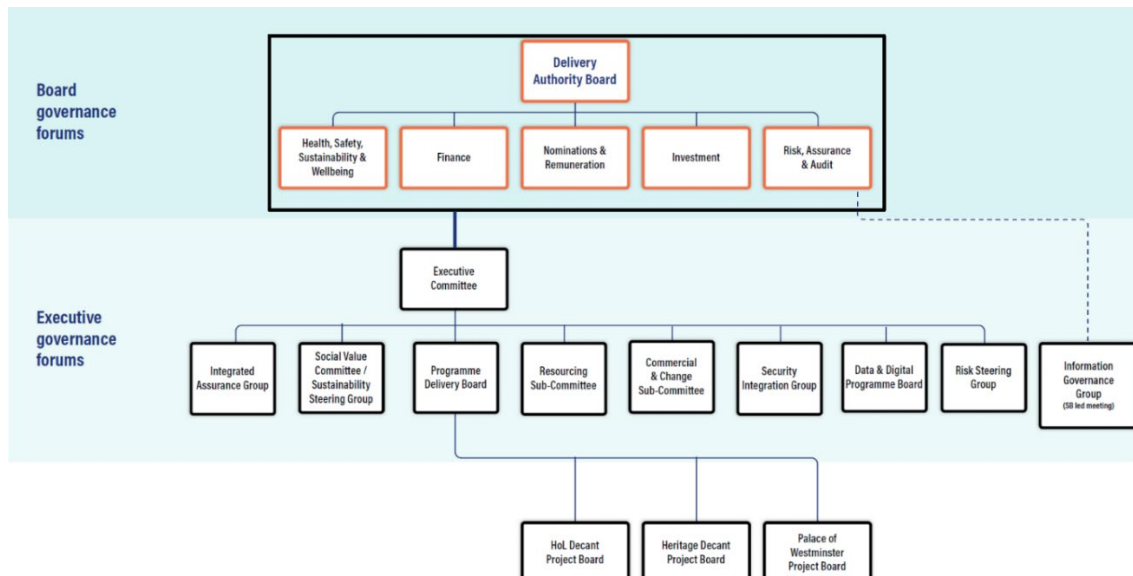 Board
governance
forums
Delivery
Authority Board
Health, Safety,
Sustainability &
Wellbeing
Finance
Nominations &
Remuneration
Investment
Risk, Assurance
& Audit
Executive
governance
forums
Executive
Committee
Integrated
Assurance Group
Social Value
Committee /
Sustainability
Steering Group
Programme
Delivery Board
Resourcing
Sub-Committee
Commercial
& Change
Sub-Committee
Security
Integration Group
Data & Digital
Programme Board
Risk Steering
Group
Information
Governance
Group
(SB led meeting)
HoL Decant
Project Board
Heritage Decant
Project Board
Palace of
Westminster
Project Board